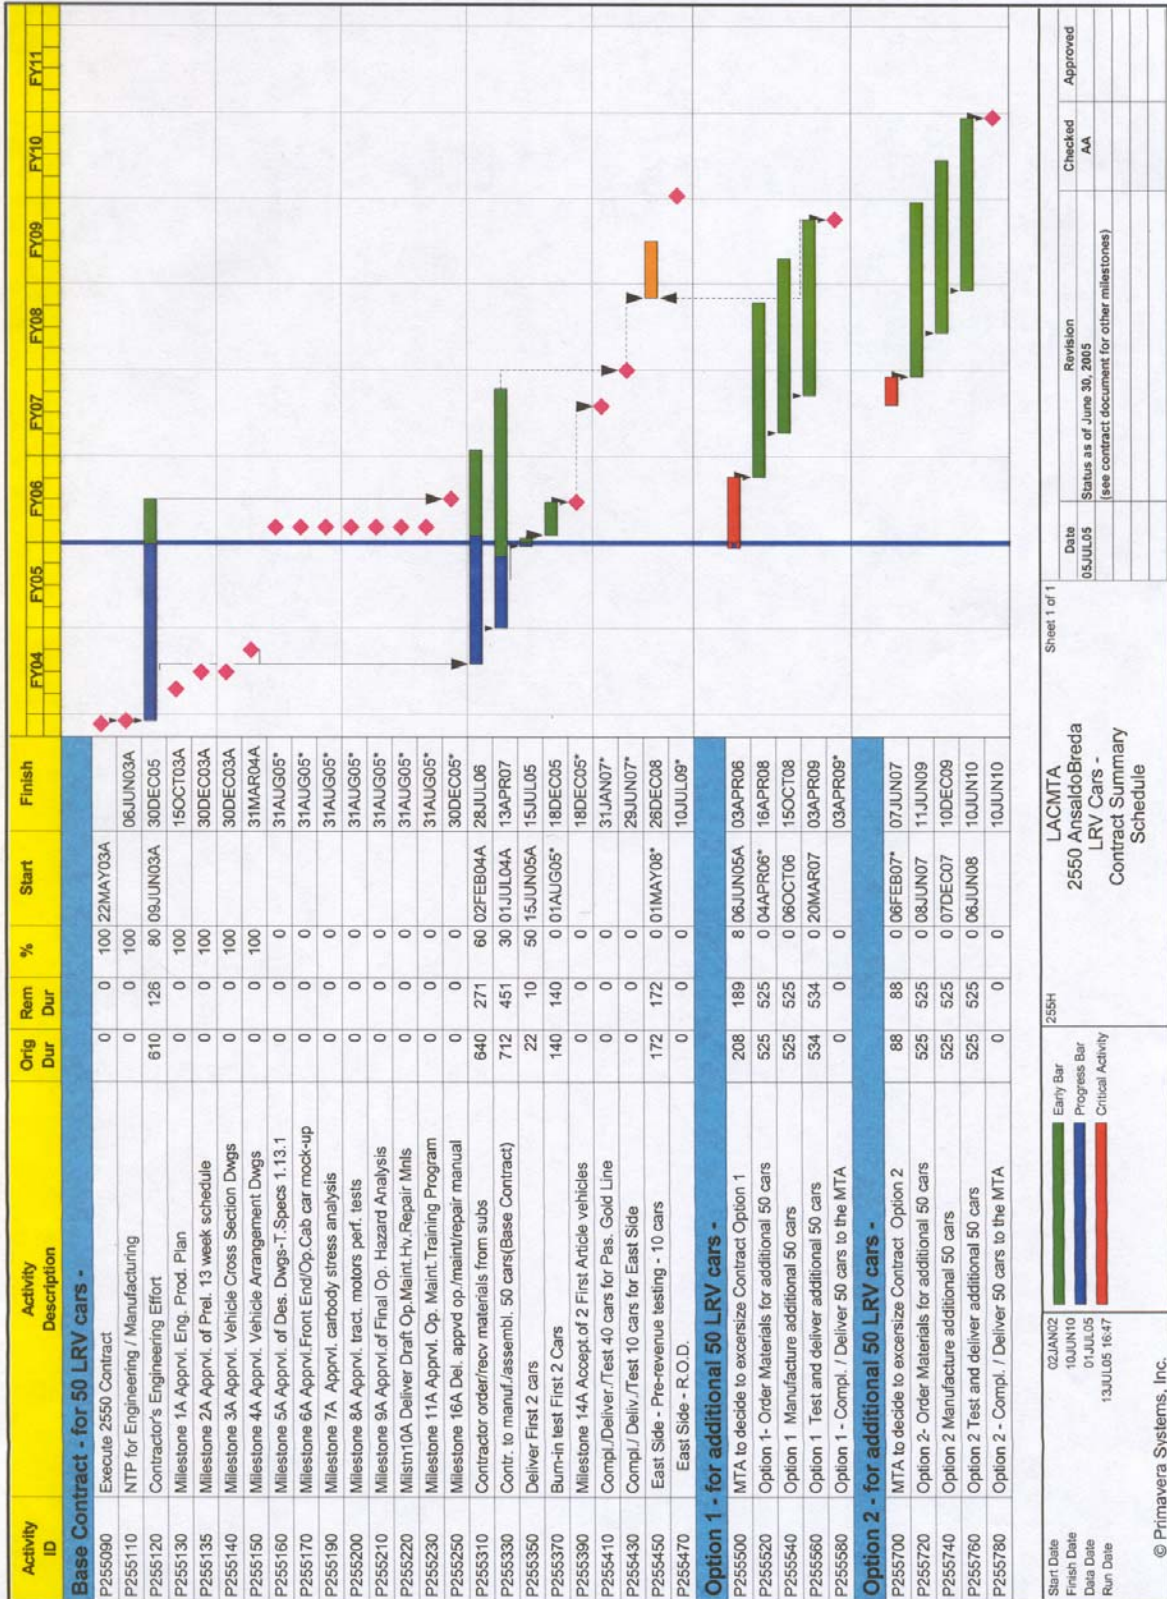 Activity ID Activity Description Orig Dur Rem Dur % Start Finish FY04 FY05 FY06 FY07 FY08 FY09 FY10 FY11
Base Contract - for 50 LRV cars -
P255090 Execute 2550 Contract 0 0 100 22MAY03A
P255110 NTP for Engineering / Manufacturing 0 0 100 06JUN03A
P255120 Contractor's Engineering Effort 610 126 80 09JUN03A 30DEC05
P255130 Milestone 1A Apprvl. Eng. Prod. Plan 0 0 100 15OCT03A
P255135 Milestone 2A Apprvl. of Prel. 13 week schedule 0 0 100 30DEC03A
P255140 Milestone 3A Apprvl. Vehicle Cross Section Dwgs 0 0 100 30DEC03A
P255150 Milestone 4A Apprvl. Vehicle Arrangement Dwgs 0 0 100 31MAR04A
P255160 Milestone 5A Apprvl. of Des. Dwgs-T.Specs 1.13.1 0 0 0 31AUG05*
P255170 Milestone 6A Apprvl.Front End/Op.Cab car mock-up 0 0 0 31AUG05*
P255190 Milestone 7A Apprvl. carbody stress analysis 0 0 0 31AUG05*
P255200 Milestone 8A Apprvl. tract. motors perf. tests 0 0 0 31AUG05*
P255210 Milestone 9A Apprvl. of Final Op. Hazard Analysis 0 0 0 31AUG05*
P255220 Mlstn10A Deliver Draft Op.Maint.Hv.Repair Mnls 0 0 0 31AUG05*
P255230 Milestone 11A Apprvl. Op. Maint.Training Program 0 0 0 31AUG05*
P255250 Milestone 16A Del. appvd op./maint/repair manual 0 0 0 30DEC05*
P255310 Contractor order/recv materials from subs 640 271 60 02FEB04A 28JUL06
P255330 Contr. to manuf./assembl. 50 cars(Base Contract) 712 451 30 01JUL04A 13APR07
P255350 Deliver First 2 cars 22 10 50 15JUN05A 15JUL05
P255370 Burn-in test First 2 Cars 140 140 0 01AUG05* 18DEC05
P255390 Milestone 14A Accept.of 2 First Article vehicles 0 0 0 18DEC05*
P255410 Compl./Deliver./Test 40 cars for Pas. Gold Line 0 0 0 31JAN07*
P255430 Compl./ Deliv./Test 10 cars for East Side 0 0 0 29JUN07*
P255450 East Side - Pre-revenue testing - 10 cars 172 172 0 01MAY08* 26DEC08
P255470 East Side - R.O.D. 0 0 0 10JUL09*
Option 1 - for additional 50 LRV cars -
P255500 MTA to decide to excersize Contract Option 1 208 189 8 06JUN05A 03APR06
P255520 Option 1- Order Materials for additional 50 cars 525 525 0 04APR06* 16APR08
P255540 Option 1 Manufacture additional 50 cars 525 525 0 06OCT06 15OCT08
P255560 Option 1 Test and deliver additional 50 cars 534 534 0 20MAR07 03APR09
P255580 Option 1 - Compl. / Deliver 50 cars to the MTA 0 0 0 03APR09*
Option 2 - for additional 50 LRV cars -
P255700 MTA to decide to excersize Contract Option 2 88 88 0 06FEB07* 07JUN07
P255720 Option 2- Order Materials for additional 50 cars 525 525 0 08JUN07 11JUN09
P255740 Option 2 Manufacture additional 50 cars 525 525 0 07DEC07 10DEC09
P255760 Option 2 Test and deliver additional 50 cars 525 525 0 06JUN08 10JUN10
P255780 Option 2 - Compl. / Deliver 50 cars to the MTA 0 0 0 10JUN10
Start Date 02JAN02
Finish Date 10JUN10
Data Date 01JUL05
Run Date 13JUL05 16:47
© Primavera Systems, Inc.
Early Bar
Progress Bar
Critical Activity
255H
LACMTA
2550 AnsaldoBreda
LRV Cars -
Contract Summary
Schedule
Sheet 1 of 1
Date Revision Checked Approved
05JUL05 Status as of June 30, 2005 AA
(see contract document for other milestones)